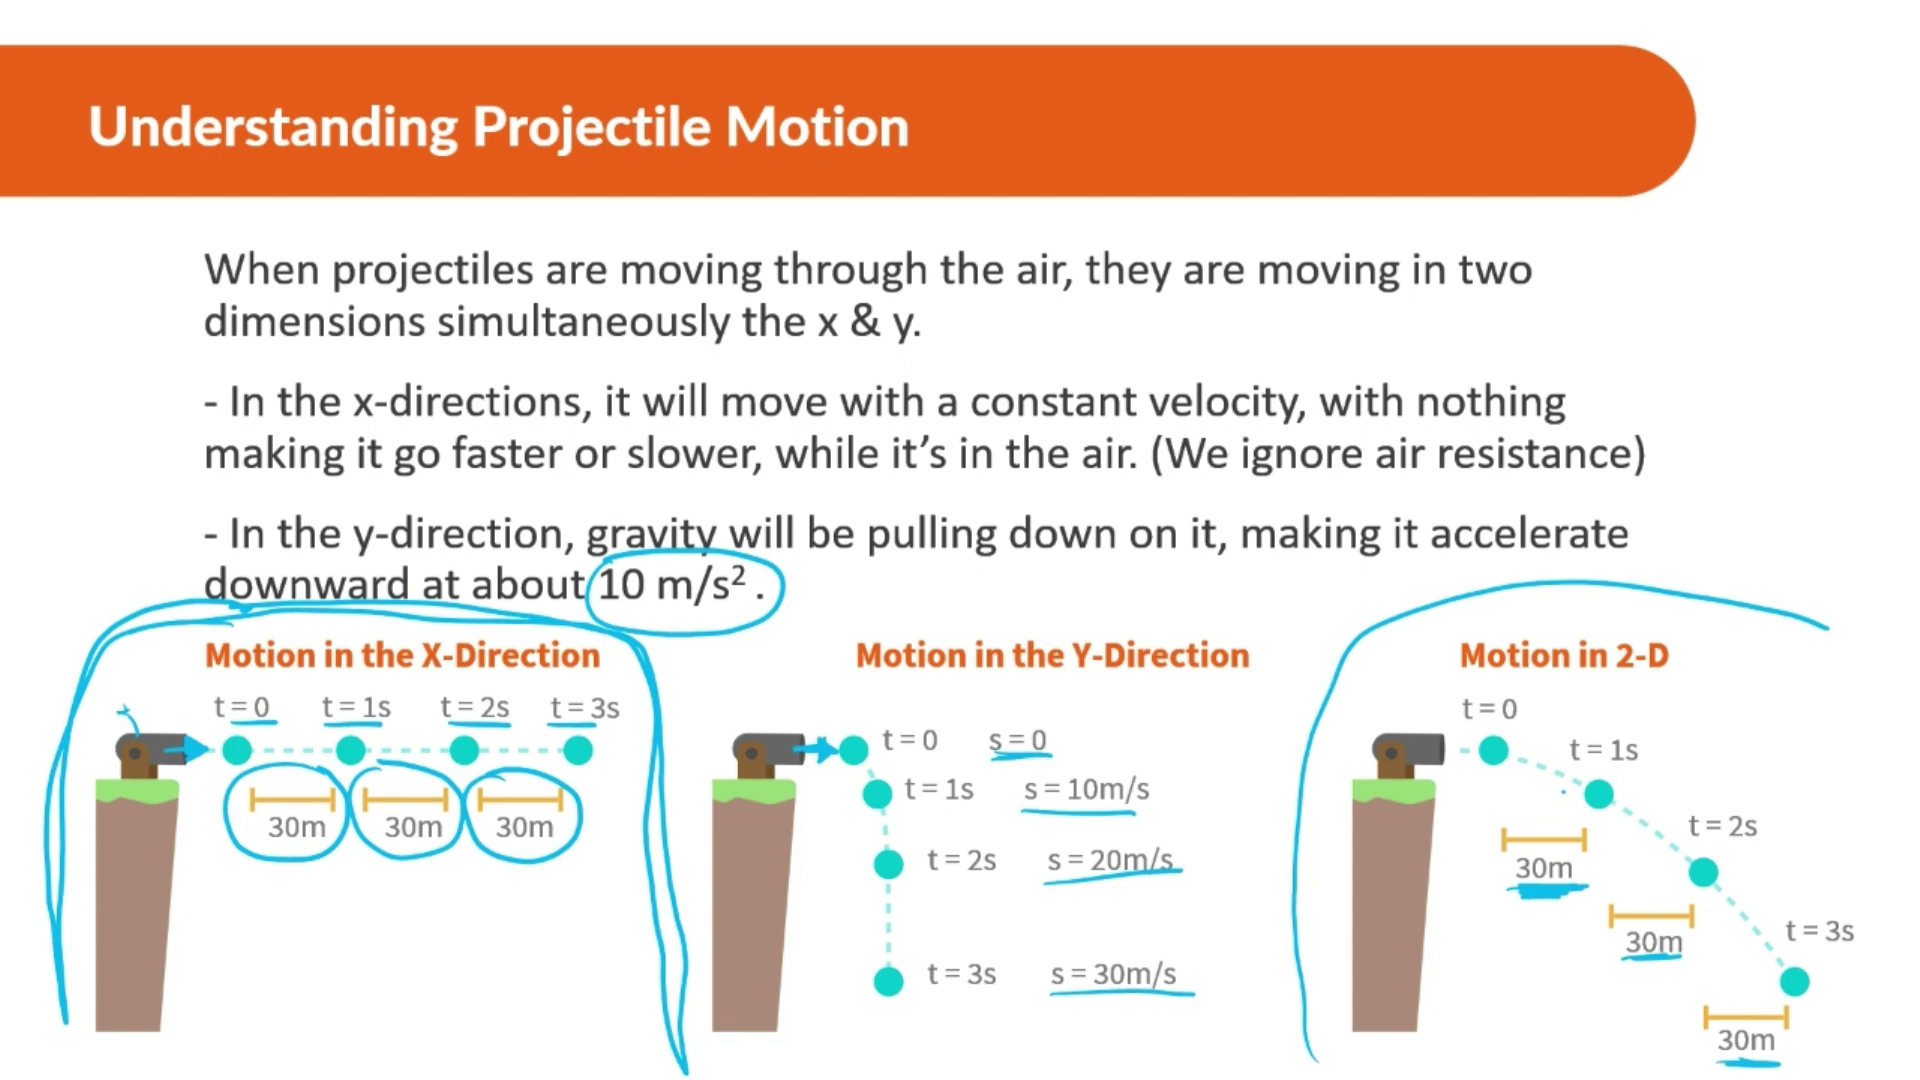 Understanding Projectile Motion
When projectiles are moving through the air, they are moving in two
dimensions simultaneously the x & y.
- In the x-directions, it will move with a constant velocity, with nothing
making it go faster or slower, while it’s in the air. (We ignore air resistance)
- In the y-direction, gravity will be pulling down on it, making it accelerate
downward at about 10 m/s² .
Motion in the X-Direction
t = 0 t = 1s t = 2s t = 3s
30m 30m 30m
Motion in the Y-Direction
t = 0 s = 0
t = 1s s = 10m/s
t = 2s s = 20m/s
t = 3s s = 30m/s
Motion in 2-D
t = 0
t = 1s
t = 2s
30m
t = 3s
30m
30m